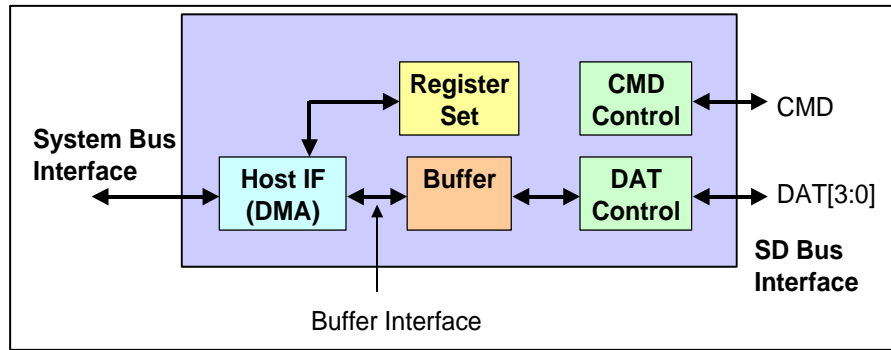 Register
Set
CMD
Control
CMD
System Bus
Interface
Host IF
(DMA)
Buffer
DAT
Control
DAT[3:0]
SD Bus
Interface
Buffer Interface